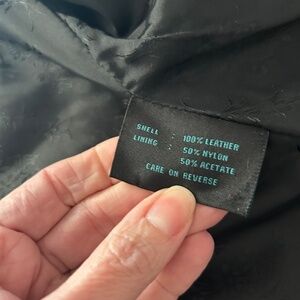 SHELL : 100% LEATHER
LINING : 50% NYLON
50% ACETATE
CARE ON REVERSE